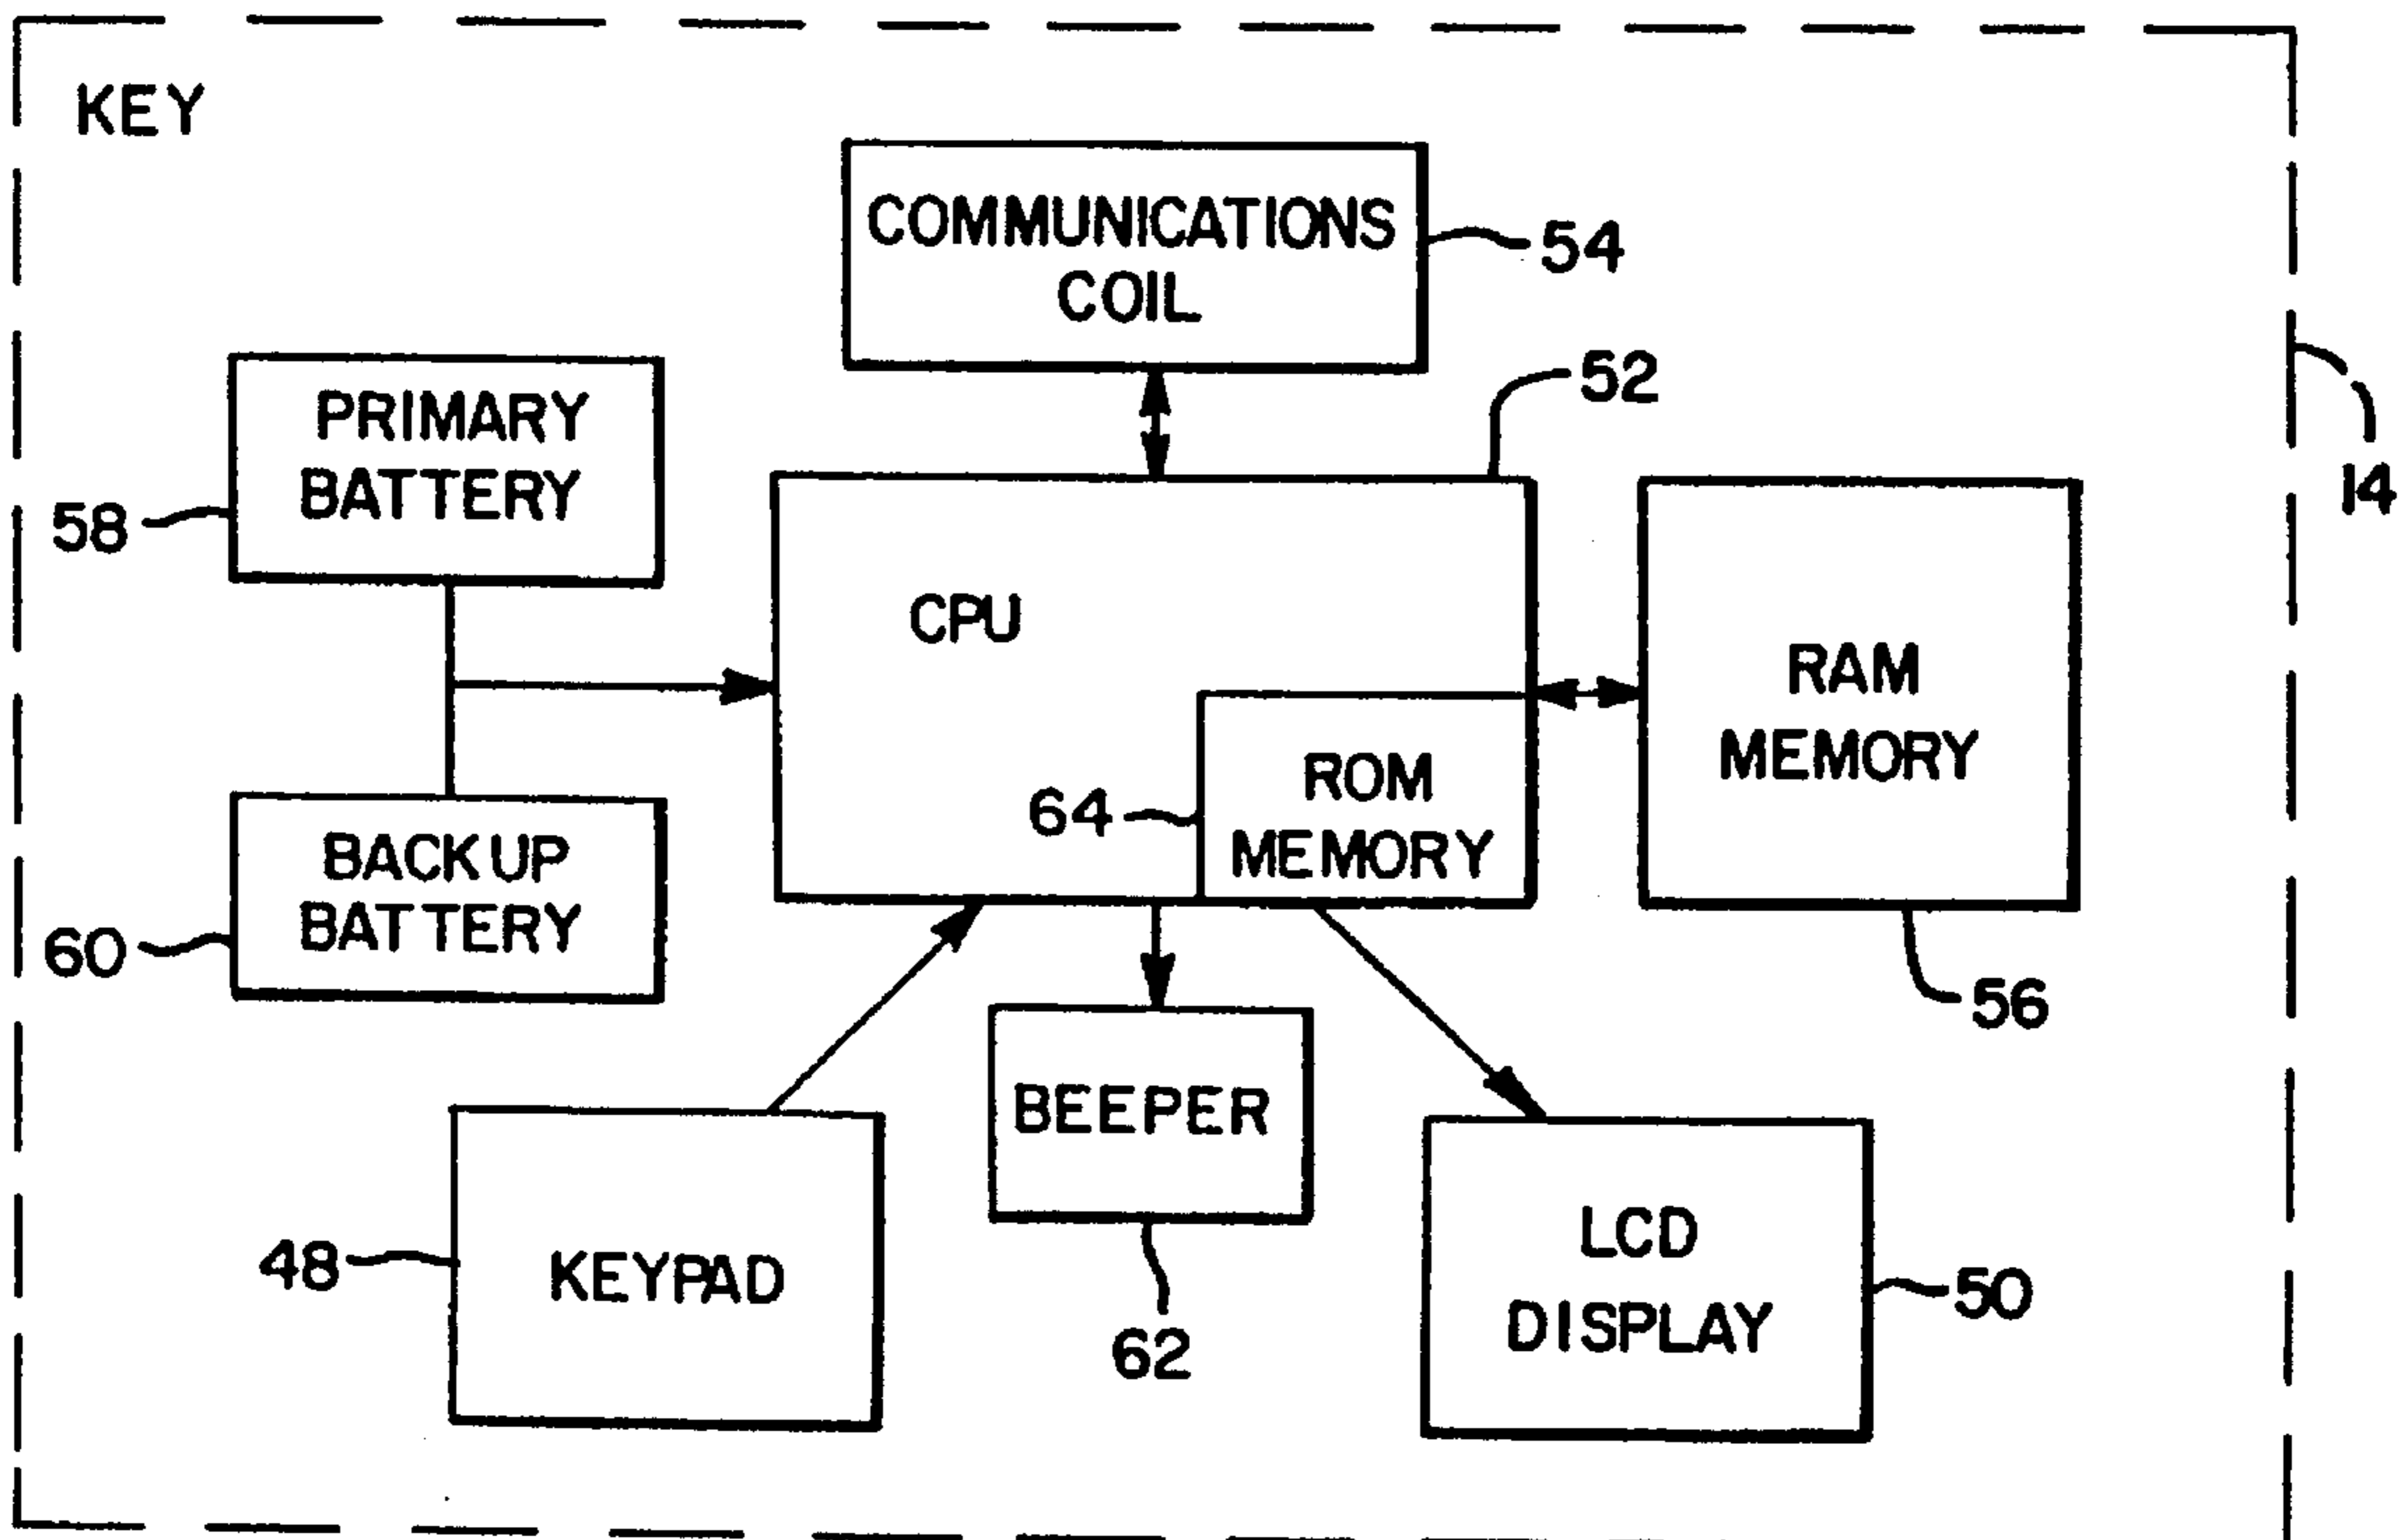 KEY
COMMUNICATIONS
COIL
54
52
14
PRIMARY
BATTERY
58
CPU
RAM
MEMORY
56
ROM
MEMORY
64
BACKUP
BATTERY
60
BEEPER
62
KEYPAD
48
LCD
DISPLAY
50